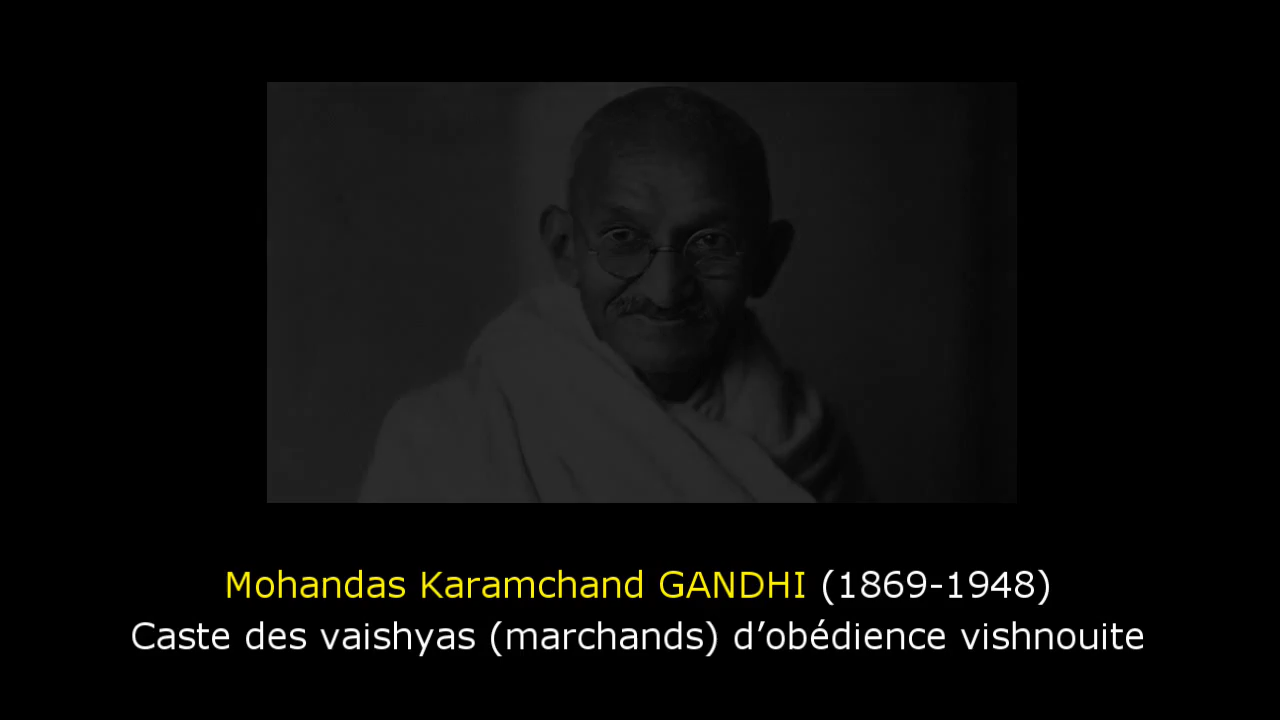 Mohandas Karamchand GANDHI (1869-1948)
Caste des vaishyas (marchands) d’obédience vishnouite